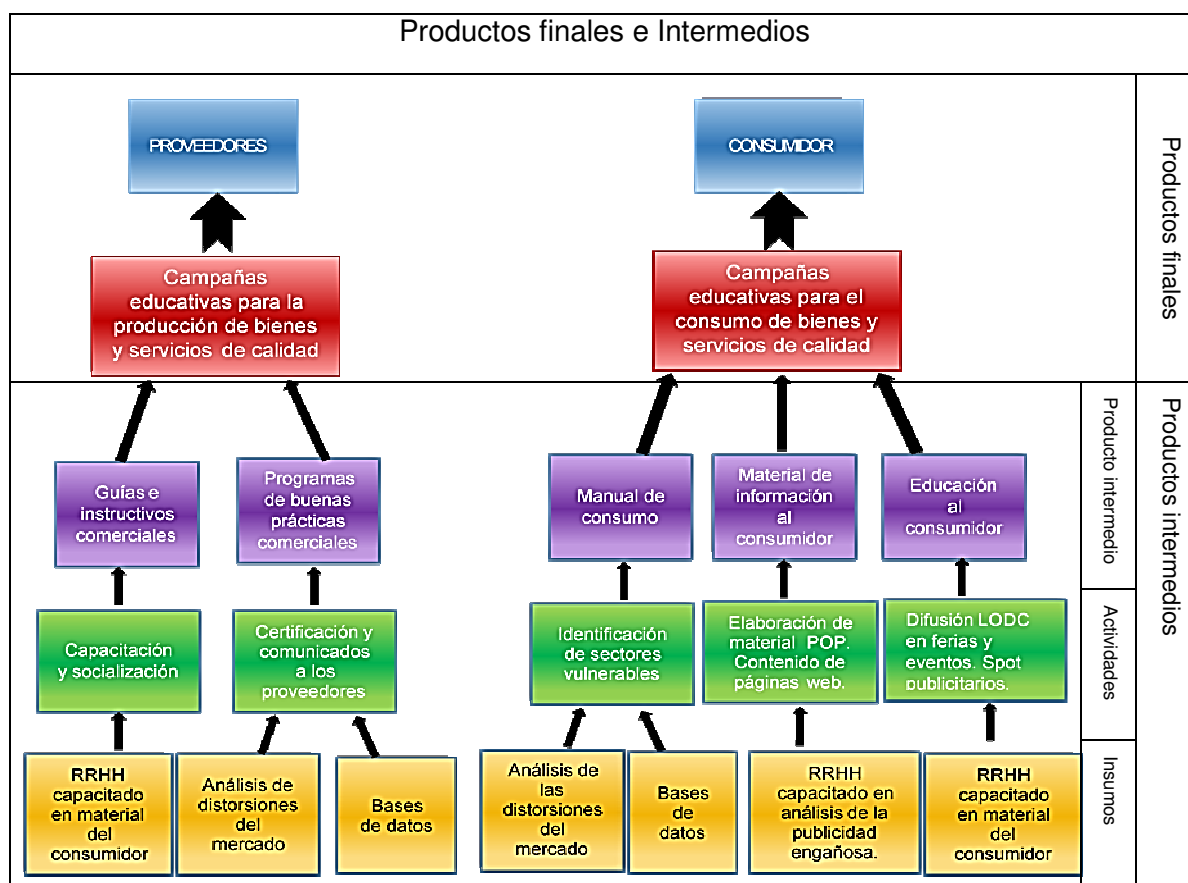 Productos finales e Intermedios
PROVEEDORES
CONSUMIDOR
Campañas
educativas para la
producción de bienes
y servicios de calidad
Campañas
educativas para el
consumo de bienes y
servicios de calidad
Productos finales
Guías e
instructivos
comerciales
Programas
de buenas
prácticas
comerciales
Manual de
consumo
Material de
información
al
consumidor
Educación
al
consumidor
Producto intermedio
Productos intermedios
Capacitación
y socialización
Certificación y
comunicados
a los
proveedores
Identificación
de sectores
vulnerables
Elaboración de
material POP.
Contenido de
páginas web.
Difusión LODC
en ferias y
eventos. Spot
publicitarios.
Actividades
RRHH
capacitado
en material
del
consumidor
Análisis de
distorsiones
del
mercado
Bases
de datos
Análisis de
las
distorsiones
del
mercado
Bases
de
datos
RRHH
capacitado en
análisis de la
publicidad
engañosa.
RRHH
capacitado
en material
del
consumidor
Insumos